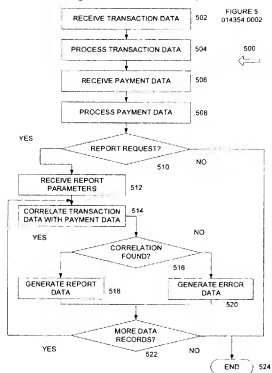 FIGURE 5
014354.0002
RECEIVE TRANSACTION DATA
502
PROCESS TRANSACTION DATA
504
500
RECEIVE PAYMENT DATA
506
PROCESS PAYMENT DATA
508
YES
REPORT REQUEST?
NO
510
RECEIVE REPORT
PARAMETERS
512
CORRELATE TRANSACTION
DATA WITH PAYMENT DATA
514
YES
NO
CORRELATION
FOUND?
516
GENERATE REPORT
DATA
518
GENERATE ERROR
DATA
520
YES
MORE DATA
RECORDS?
NO
522
END
524